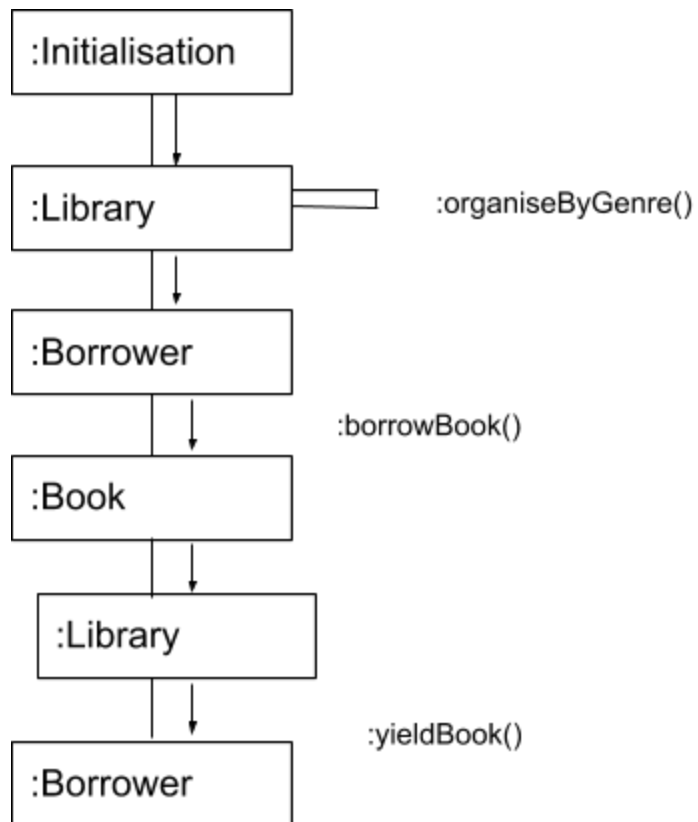 :Initialisation
:Library
:organiseByGenre()
:Borrower
:borrowBook()
:Book
:Library
:yieldBook()
:Borrower